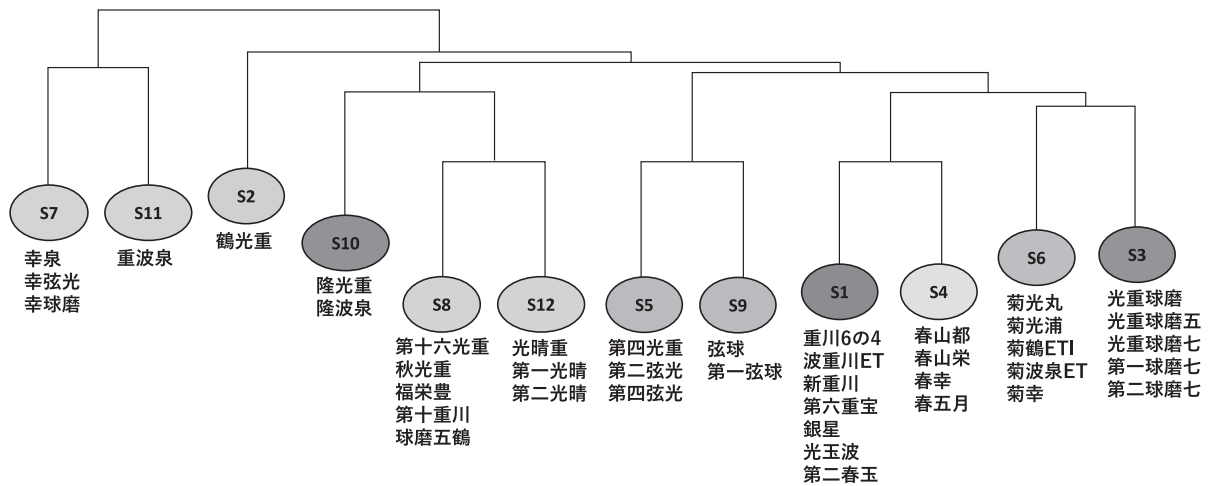 S7
幸泉
幸弦光
幸球磨
S11
重波泉
S2
鶴光重
S10
隆光重
隆波泉
S8
第十六光重
秋光重
福栄豊
第十重川
球磨五鶴
S12
光晴重
第一光晴
第二光晴
S5
第四光重
第二弦光
第四弦光
S9
弦球
第一弦球
S1
重川6の4
波重川ET
新重川
第六重宝
銀星
光玉波
第二春玉
S4
春山都
春山栄
春幸
春五月
S6
菊光丸
菊光浦
菊鶴ETI
菊波泉ET
菊幸
S3
光重球磨
光重球磨五
光重球磨七
第一球磨七
第二球磨七